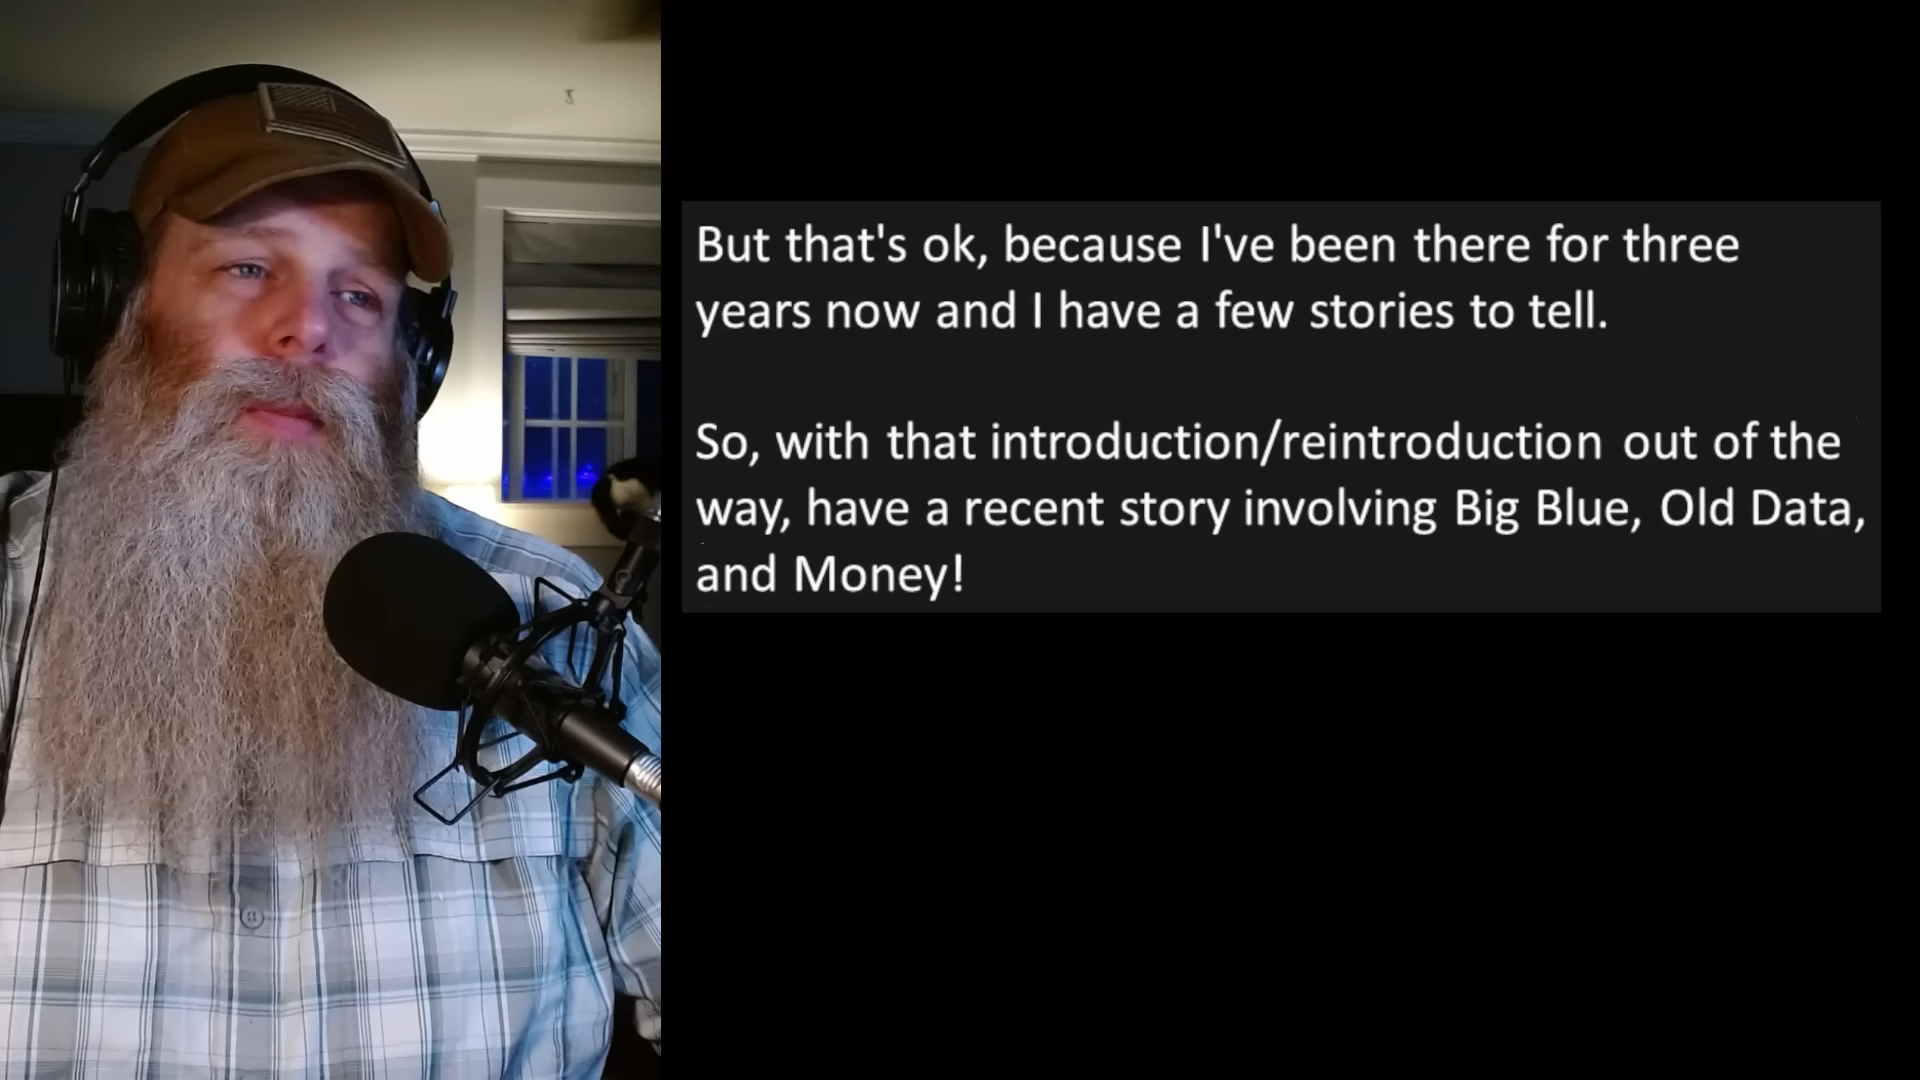 But that's ok, because I've been there for three
years now and I have a few stories to tell.
So, with that introduction/reintroduction out of the
way, have a recent story involving Big Blue, Old Data,
and Money!